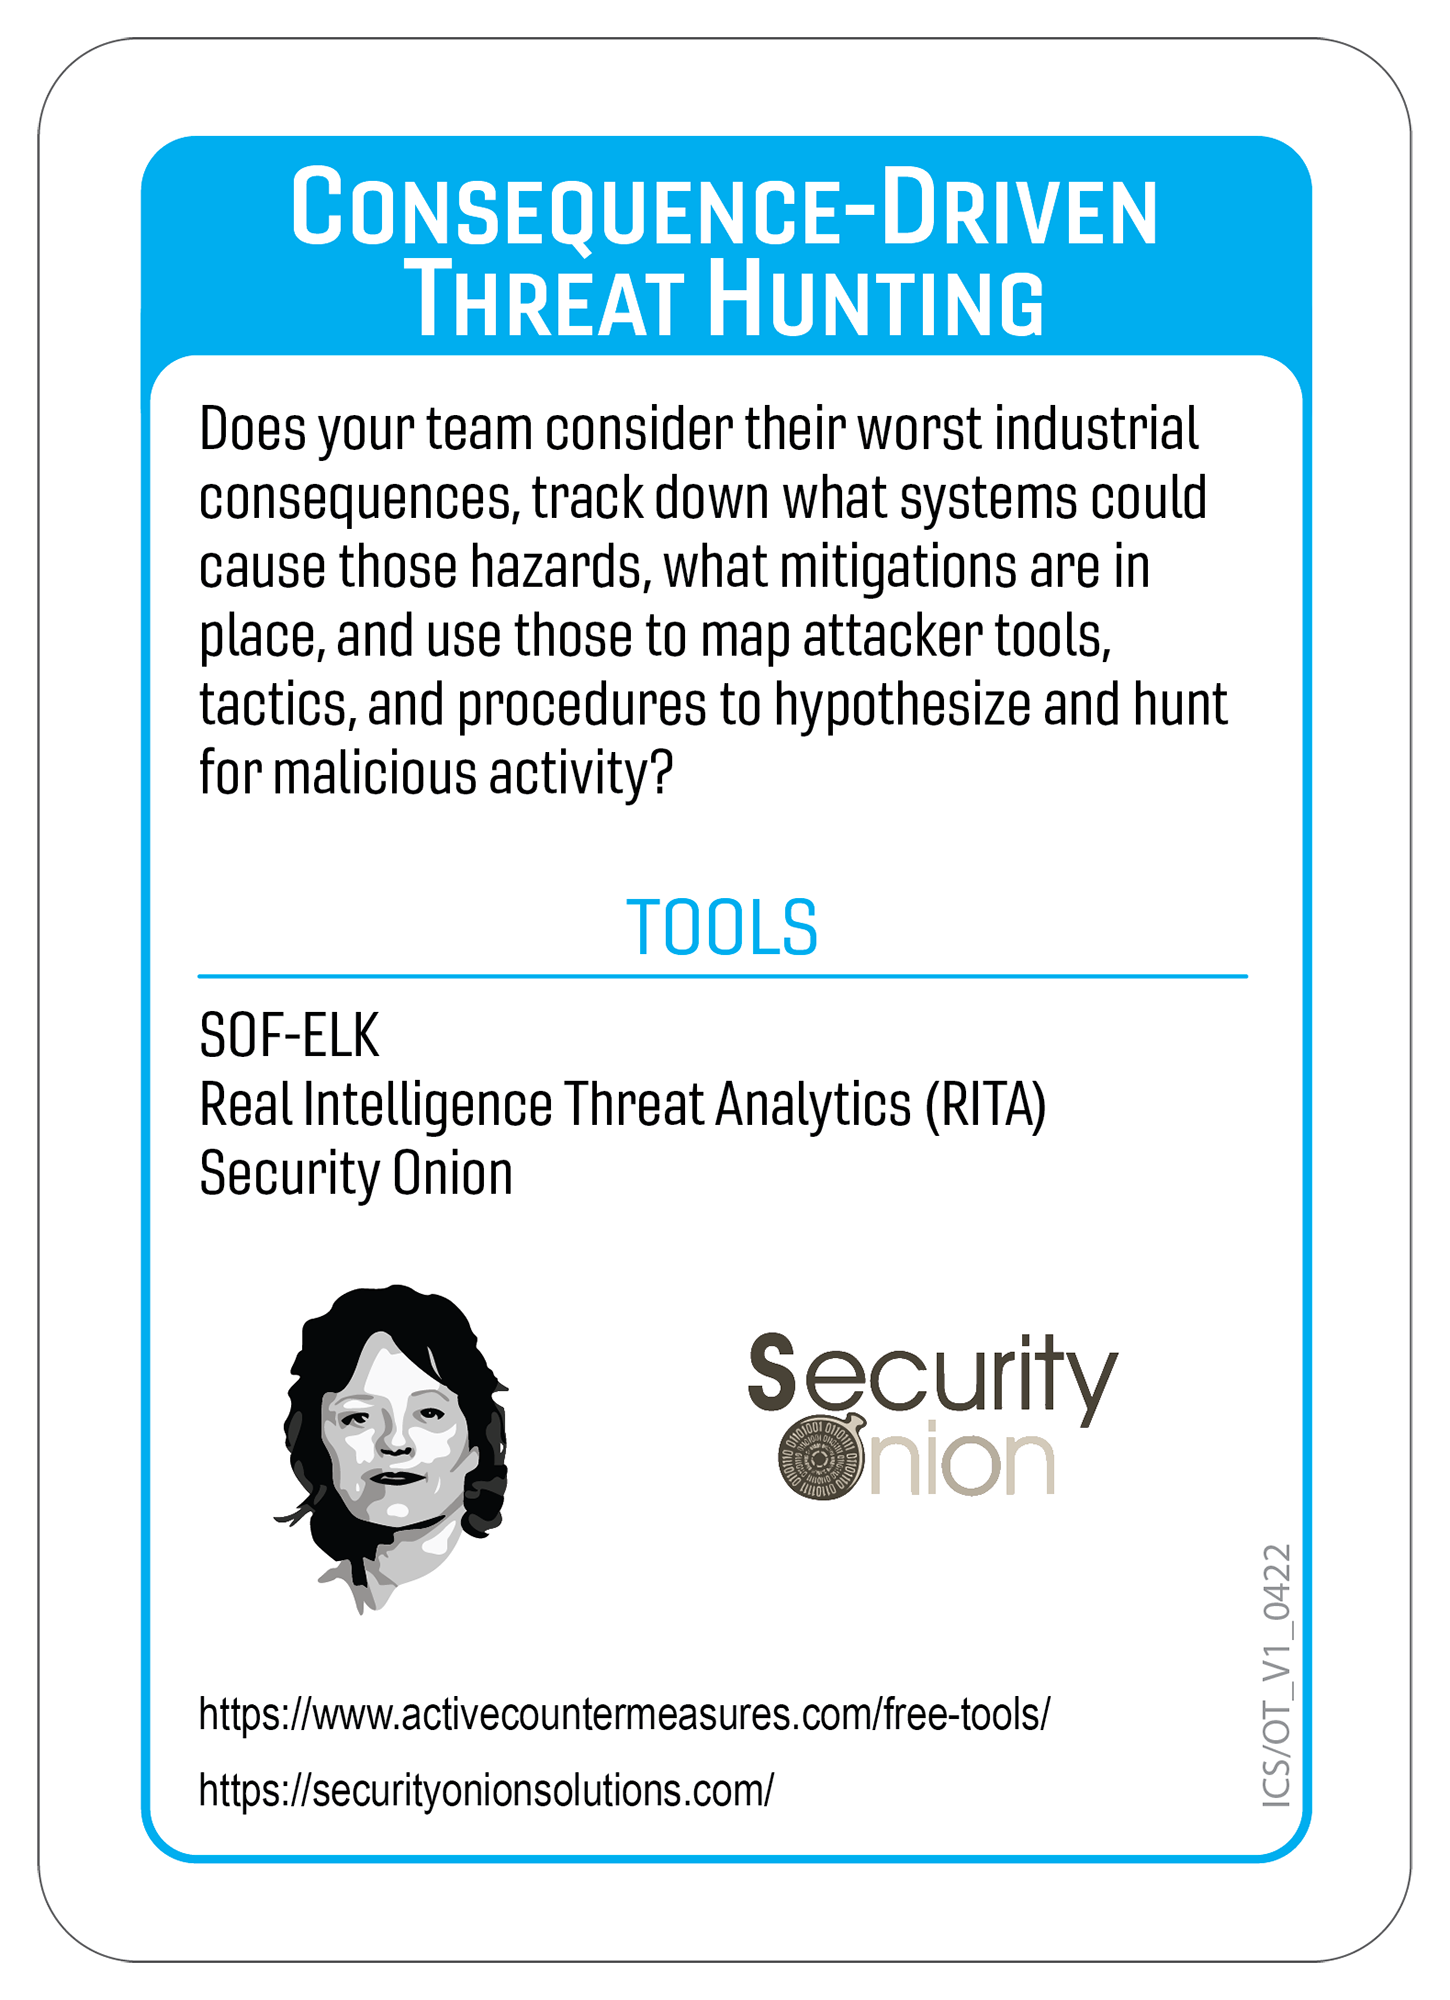 CONSEQUENCE-DRIVEN
THREAT HUNTING
Does your team consider their worst industrial
consequences, track down what systems could
cause those hazards, what mitigations are in
place, and use those to map attacker tools,
tactics, and procedures to hypothesize and hunt
for malicious activity?
TOOLS
SOF-ELK
Real Intelligence Threat Analytics (RITA)
Security Onion
Security
Onion
https://www.activecountermeasures.com/free-tools/
https://securityonionsolutions.com/
ICS/OT_V1_0422